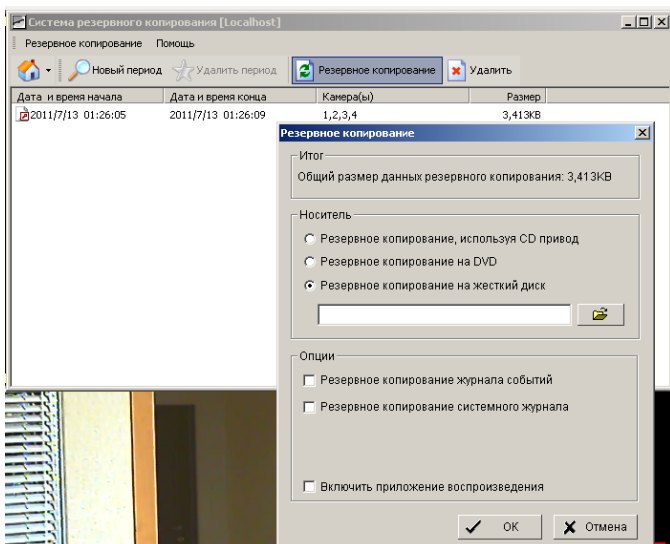 Система резервного копирования [Localhost]
Резервное копирование Помощь
Новый период Удалить период Резервное копирование Удалить
Дата и время начала Дата и время конца Камера(ы) Размер
2011/7/13 01:26:05 2011/7/13 01:26:09 1,2,3,4 3,413KB
Резервное копирование
Итог
Общий размер данных резервного копирования: 3,413KB
Носитель
Резервное копирование, используя CD привод
Резервное копирование на DVD
Резервное копирование на жесткий диск
Опции
Резервное копирование журнала событий
Резервное копирование системного журнала
Включить приложение воспроизведения
OK Отмена